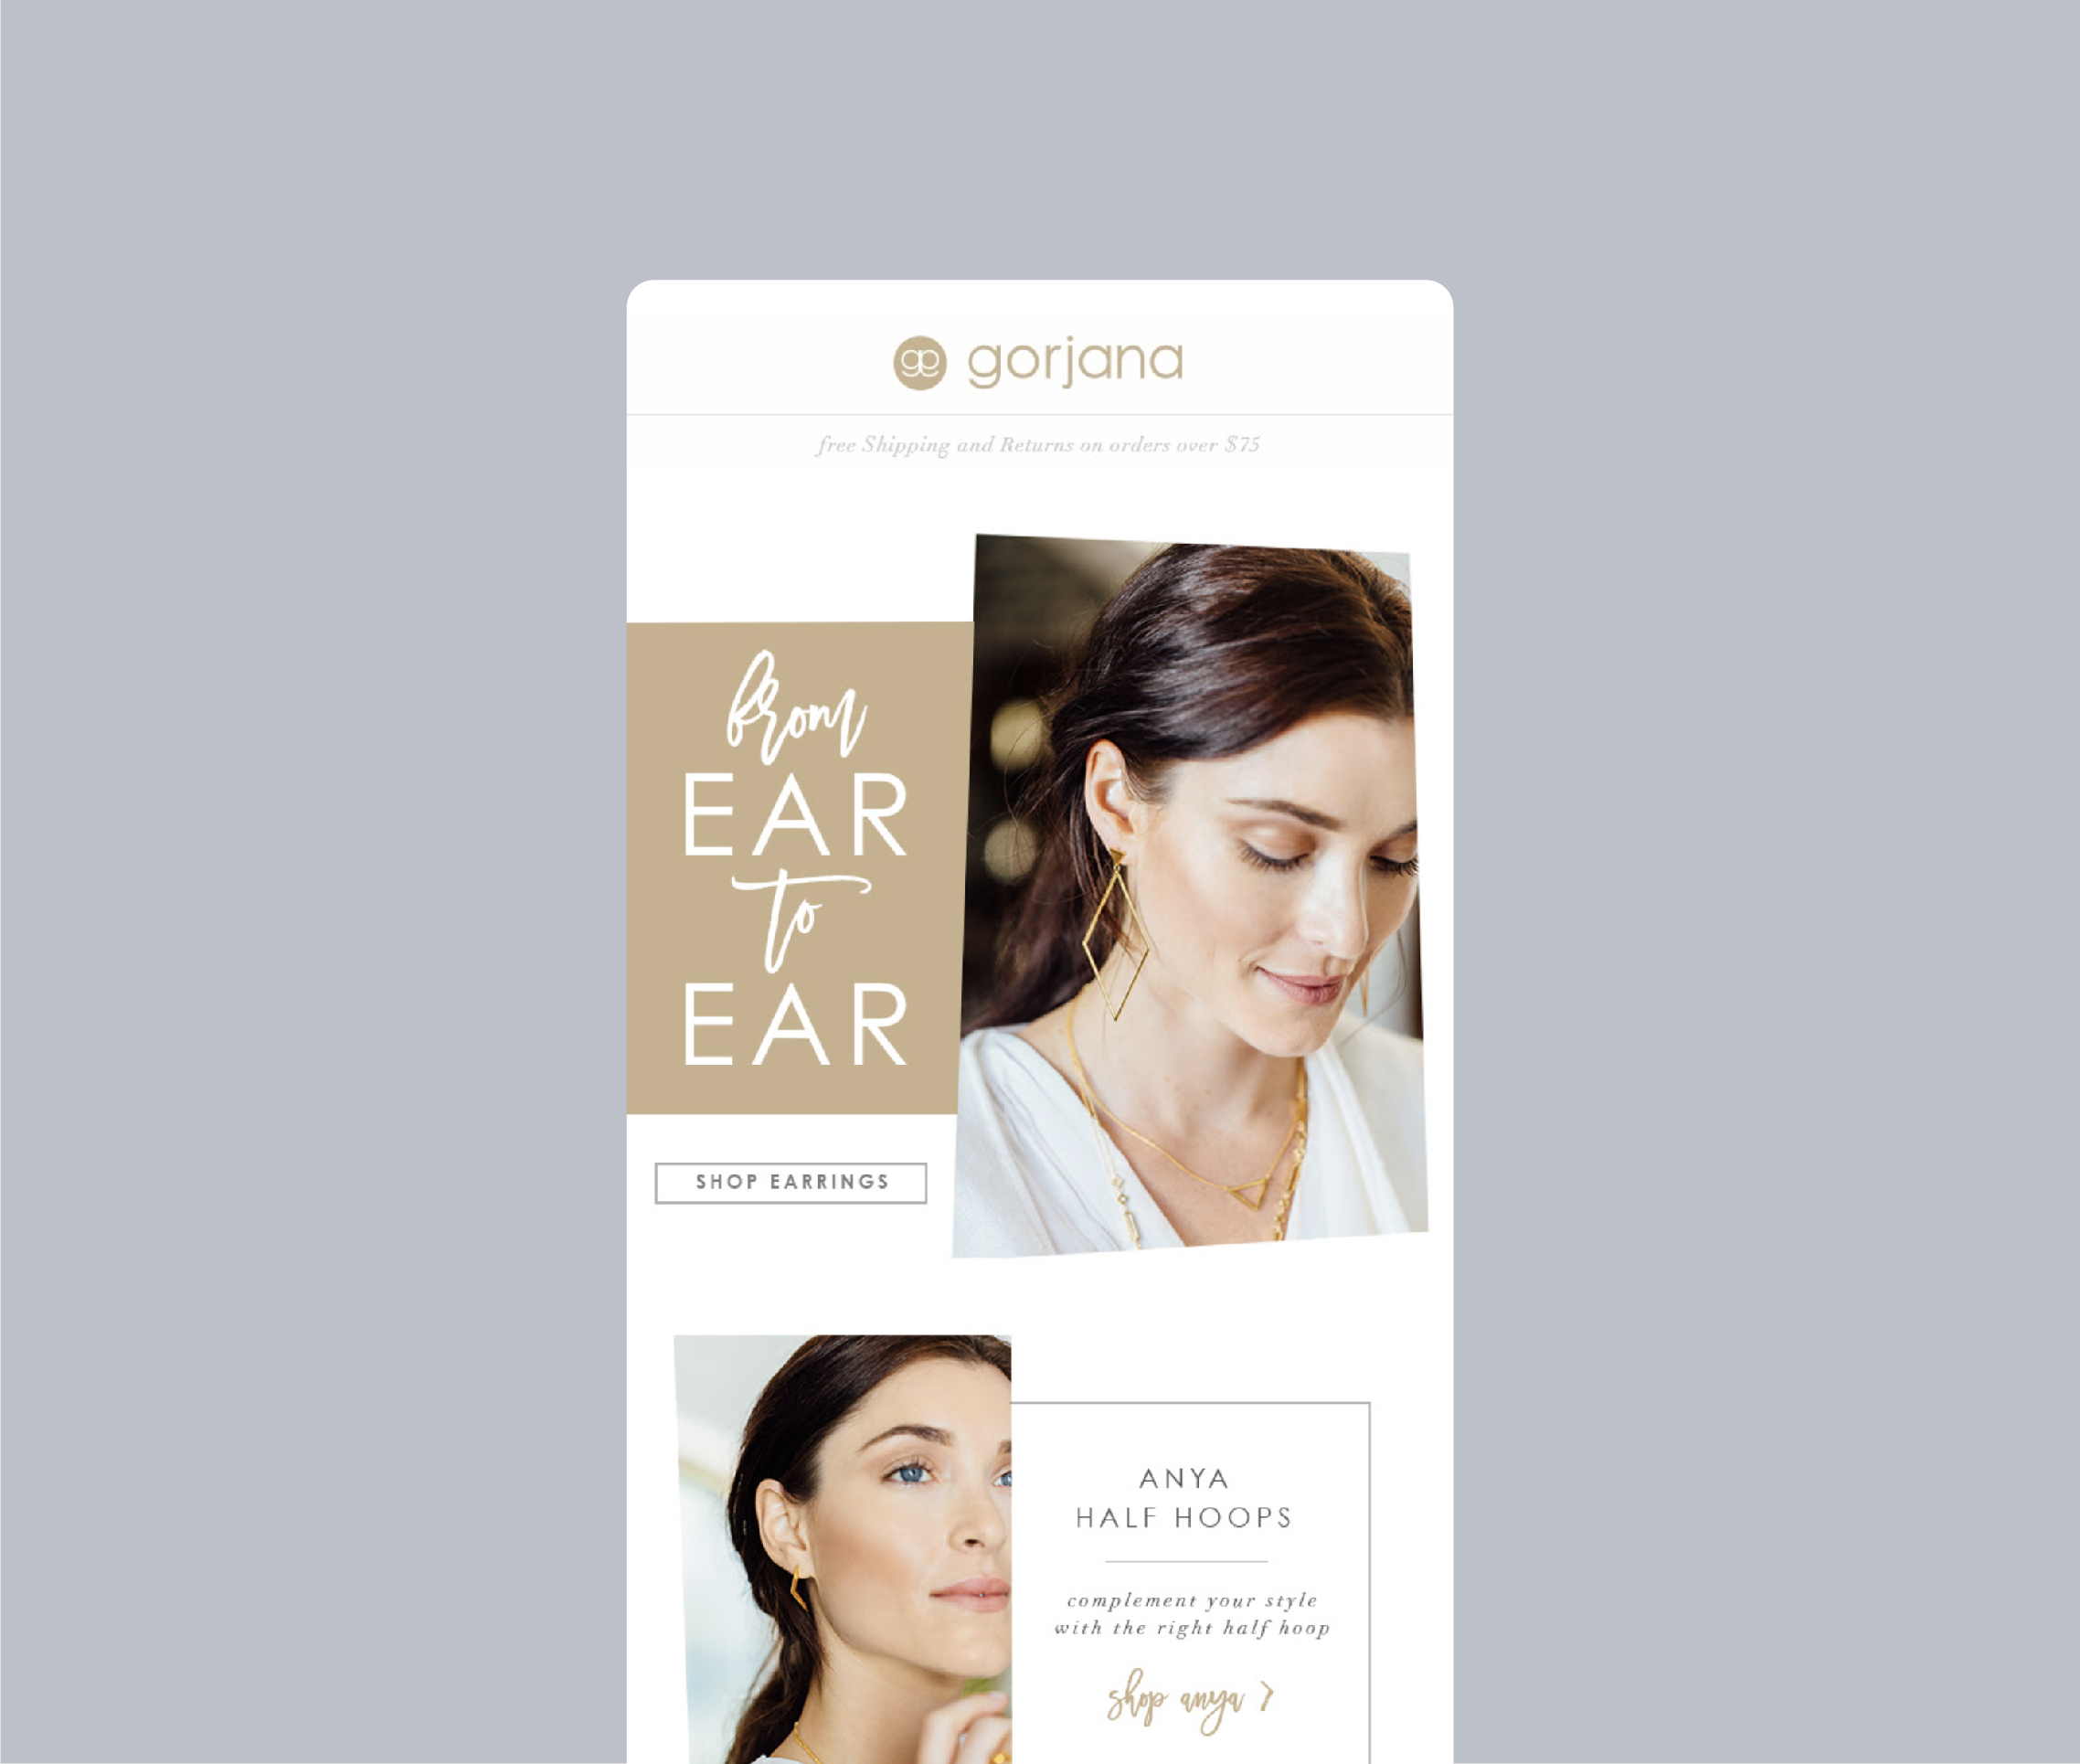 gorjana
free Shipping and Returns on orders over $75
from
EAR
to
EAR
SHOP EARRINGS
ANYA
HALF HOOPS
complement your style
with the right half hoop
shop anya >